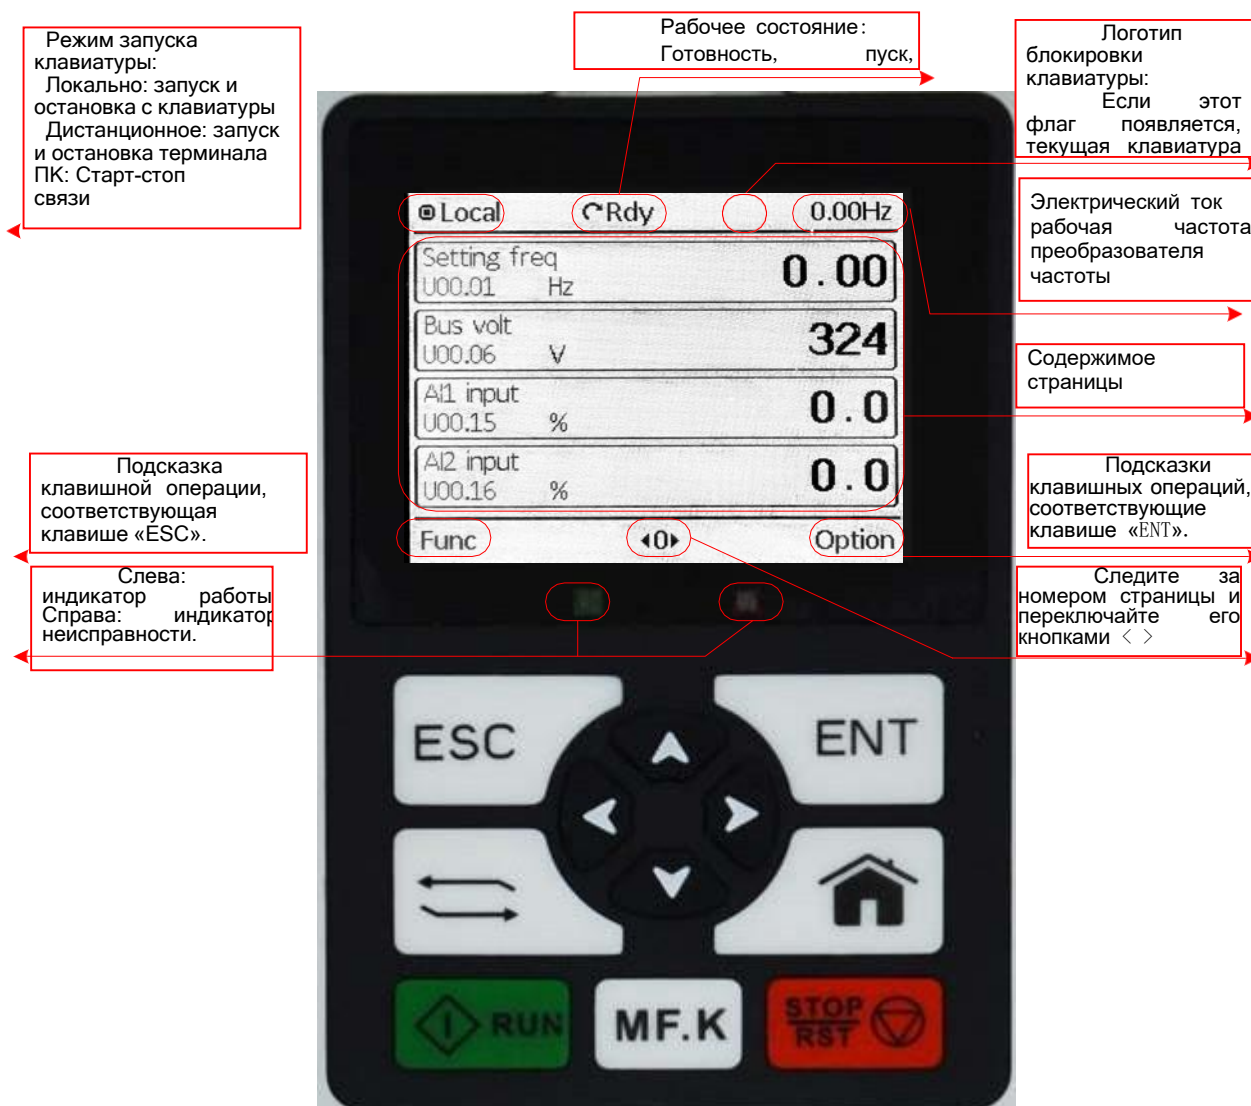 Режим запуска
клавиатуры:
Локально: запуск и
остановка с клавиатуры
Дистанционное: запуск
и остановка терминала
ПК: Старт-стоп
связи
Рабочее состояние:
Готовность, пуск,
Логотип
блокировки
клавиатуры:
Если этот
флаг появляется,
текущая клавиатура
Электрический ток
рабочая частота
преобразователя
частоты
Содержимое
страницы
Подсказка
клавишной операции,
соответствующая
клавише «ESC».
Подсказки
клавишных операций,
соответствующие
клавише «ENT».
Слева:
индикатор работы
Справа: индикатор
неисправности.
Следите за
номером страницы и
переключайте его
кнопками < >
Local Rdy 0.00Hz
Setting freq
U00.01 Hz 0.00
Bus volt
U00.06 V 324
AI1 input
U00.15 % 0.0
AI2 input
U00.16 % 0.0
Func 0 Option
ESC ENT
RUN MF.K STOP
RST